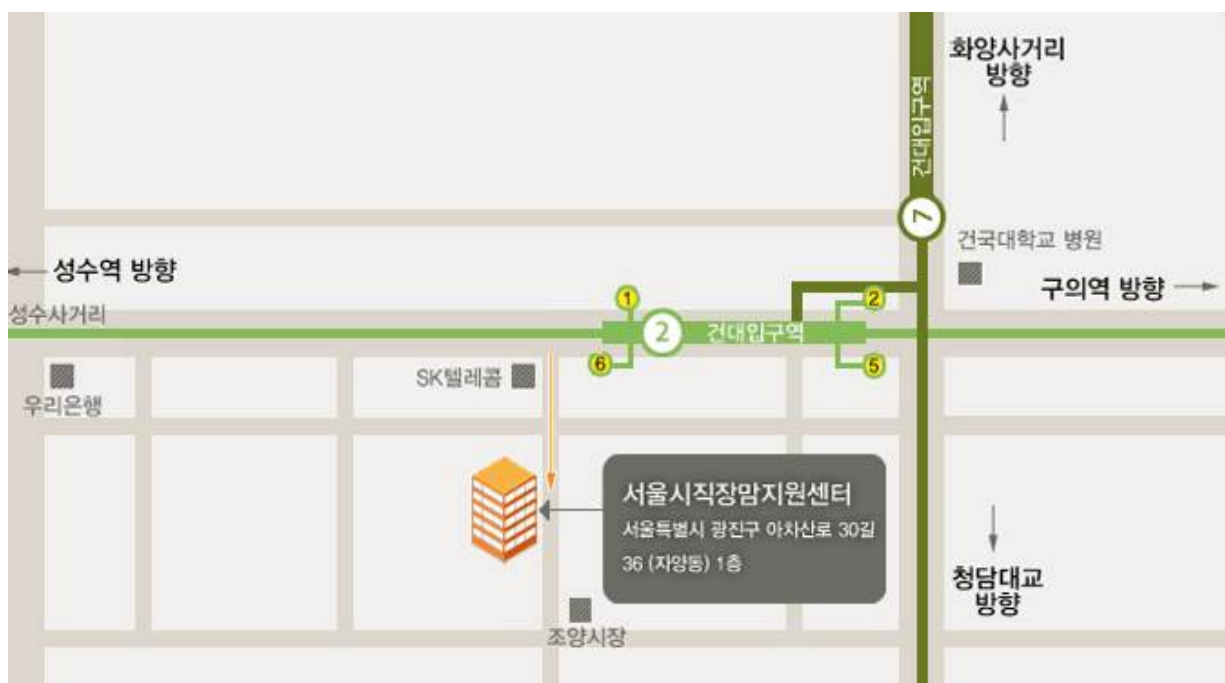 화양사거리
방향
건대입구역
7
건국대학교 병원
성수역 방향
구의역 방향
성수사거리
1
2
2
건대입구역
6
5
SK텔레콤
우리은행
서울시직장맘지원센터
서울특별시 광진구 아차산로 30길
36 (자양동) 1층
청담대교
방향
조양시장